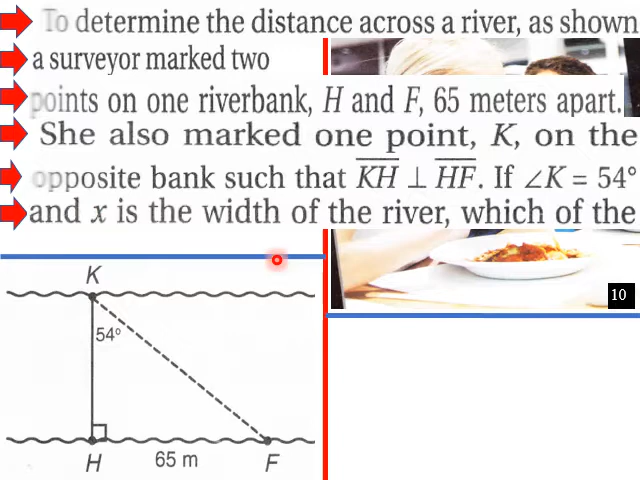 To determine the distance across a river, as shown
a surveyor marked two
points on one riverbank, H and F, 65 meters apart.
She also marked one point, K, on the
opposite bank such that KH ⊥ HF. If ∠K = 54°
and x is the width of the river, which of the
10
K
54°
H 65 m F